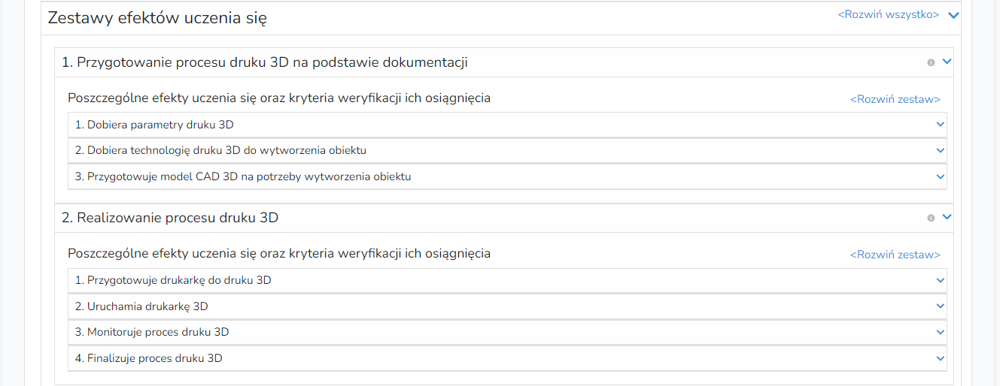 Zestawy efektów uczenia się
<Rozwiń wszystko>
1. Przygotowanie procesu druku 3D na podstawie dokumentacji
Poszczególne efekty uczenia się oraz kryteria weryfikacji ich osiągnięcia
<Rozwiń zestaw>
1. Dobiera parametry druku 3D
2. Dobiera technologię druku 3D do wytworzenia obiektu
3. Przygotowuje model CAD 3D na potrzeby wytworzenia obiektu
2. Realizowanie procesu druku 3D
Poszczególne efekty uczenia się oraz kryteria weryfikacji ich osiągnięcia
<Rozwiń zestaw>
1. Przygotowuje drukarkę do druku 3D
2. Uruchamia drukarkę 3D
3. Monitoruje proces druku 3D
4. Finalizuje proces druku 3D